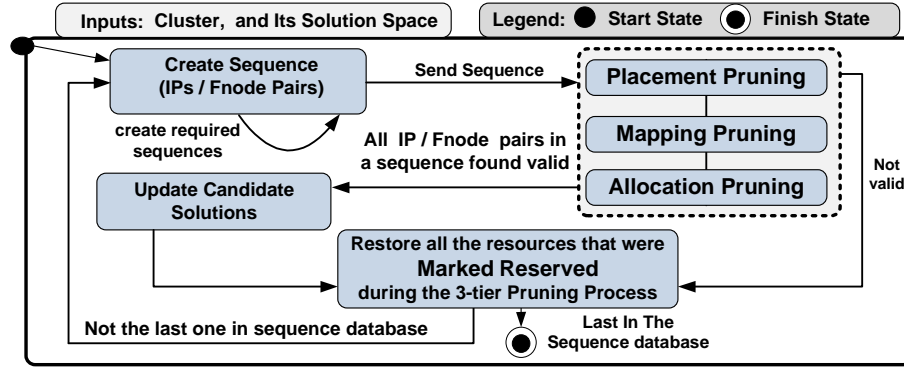 Inputs: Cluster, and Its Solution Space
Legend: Start State Finish State
Create Sequence
(IPs / Fnode Pairs)
Send Sequence
Placement Pruning
create required
sequences
All IP / Fnode pairs in
a sequence found valid
Mapping Pruning
Not
valid
Update Candidate
Solutions
Allocation Pruning
Restore all the resources that were
Marked Reserved
during the 3-tier Pruning Process
Not the last one in sequence database
Last In The
Sequence database